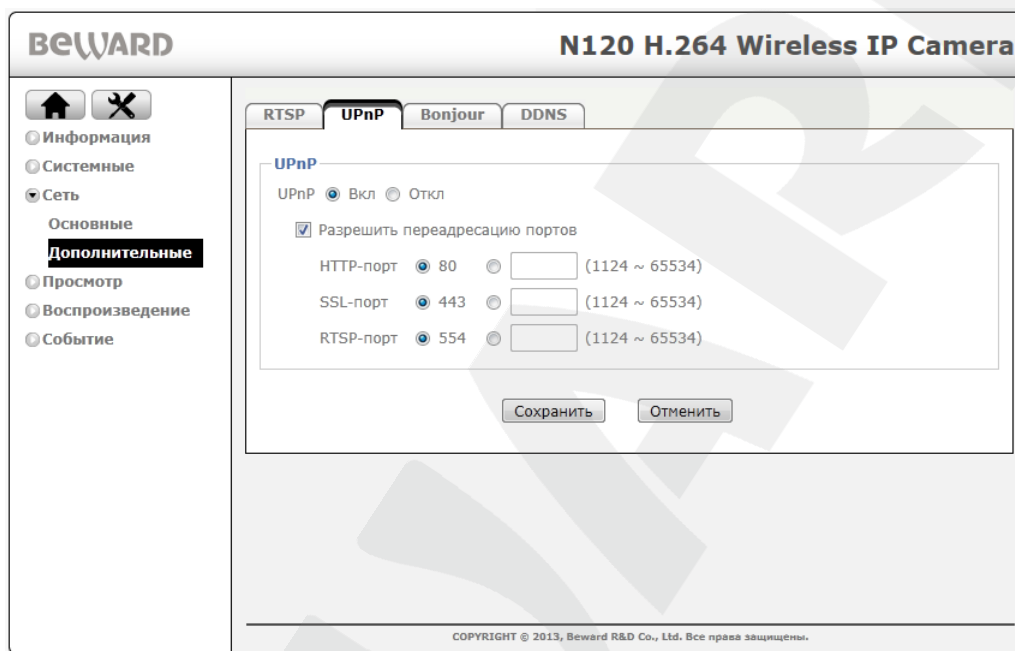 BEWARD
N120 H.264 Wireless IP Camera
Информация
Системные
Сеть
Основные
Дополнительные
Просмотр
Воспроизведение
Событие
RTSP UPnP Bonjour DDNS
UPnP
UPnP Вкл Откл
Разрешить переадресацию портов
HTTP-порт 80 (1124 ~ 65534)
SSL-порт 443 (1124 ~ 65534)
RTSP-порт 554 (1124 ~ 65534)
Сохранить Отменить
COPYRIGHT © 2013, Beward R&D Co., Ltd. Все права защищены.